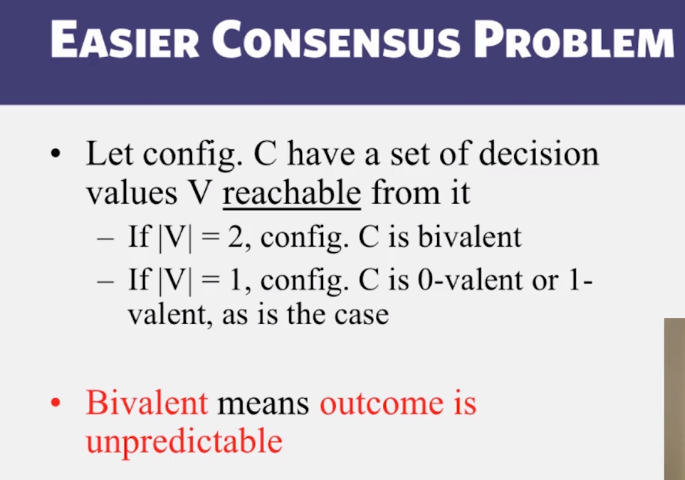 EASIER CONSENSUS PROBLEM
• Let config. C have a set of decision
values V reachable from it
– If |V| = 2, config. C is bivalent
– If |V| = 1, config. C is 0-valent or 1-
valent, as is the case
• Bivalent means outcome is
unpredictable